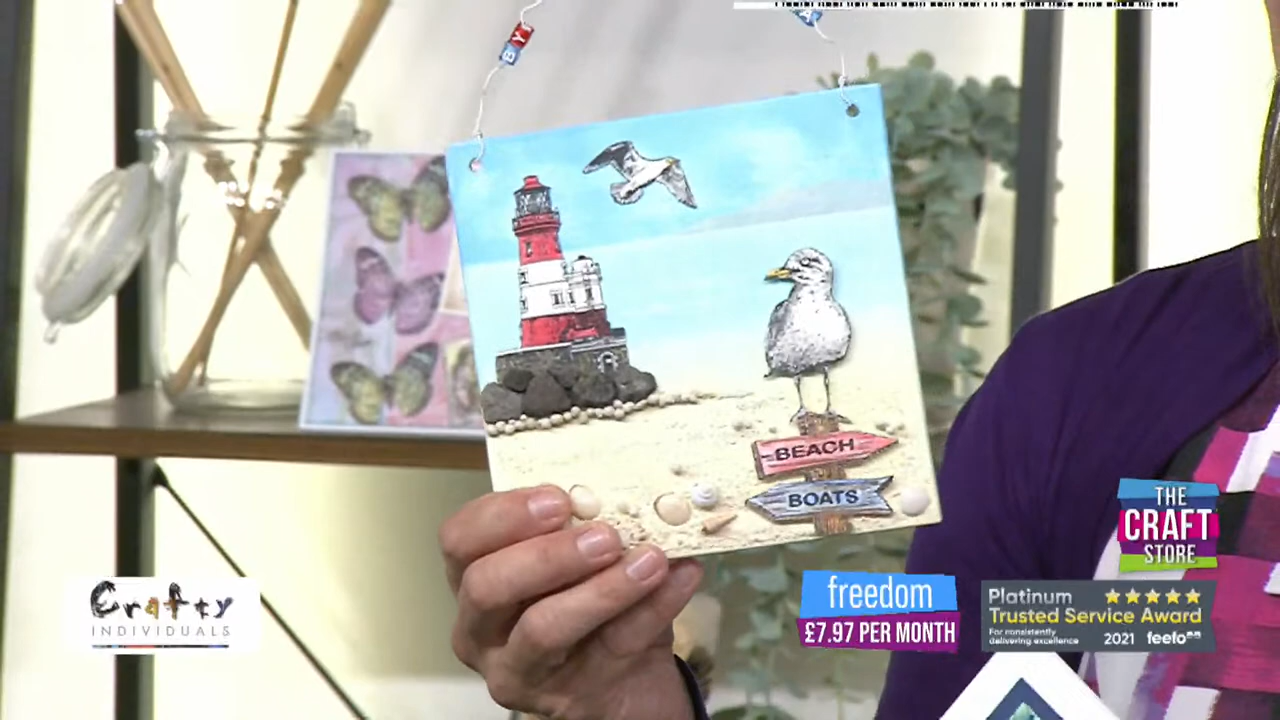 BY
BEACH
BOATS
THE
CRAFT
STORE
Crafty
INDIVIDUALS
freedom
£7.97 PER MONTH
Platinum
Trusted Service Award
For consistently
delivering excellence
2021 feefo